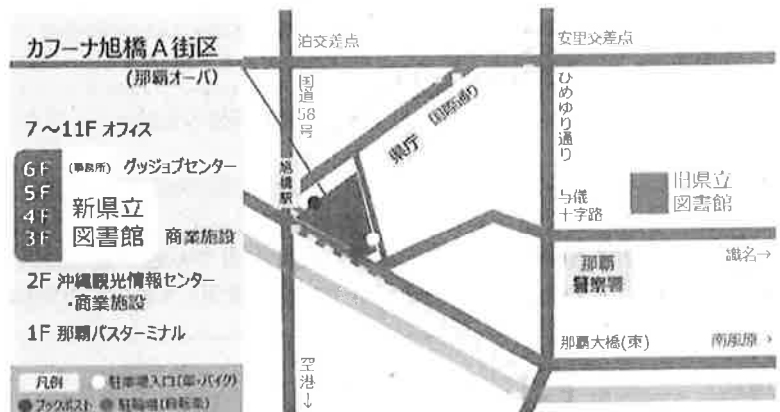 カフーナ旭橋A街区
(那覇オーパ)
7～11F オフィス
6F (事務所) グッジョブセンター
5F
4F 新県立
3F 図書館 商業施設
2F 沖縄観光情報センター
・商業施設
1F 那覇バスターミナル
凡例 駐車場入口(車・バイク)
ブックポスト 駐輪場(自転車)
泊交差点
国道58号
旭橋駅
県庁
国際通り
空港↓
安里交差点
ひめゆり通り
与儀
十字路
旧県立
図書館
識名→
那覇
警察署
那覇大橋(東)
南風原→